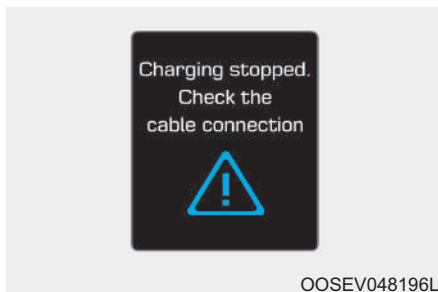 Charging stopped.
Check the
cable connection
OOSEV048196L